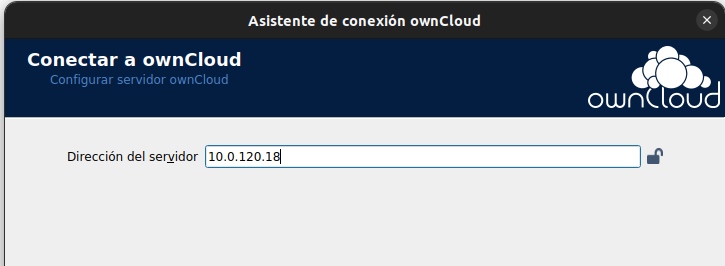 Asistente de conexión ownCloud
Conectar a ownCloud
Configurar servidor ownCloud
ownCloud
Dirección del servidor 10.0.120.18